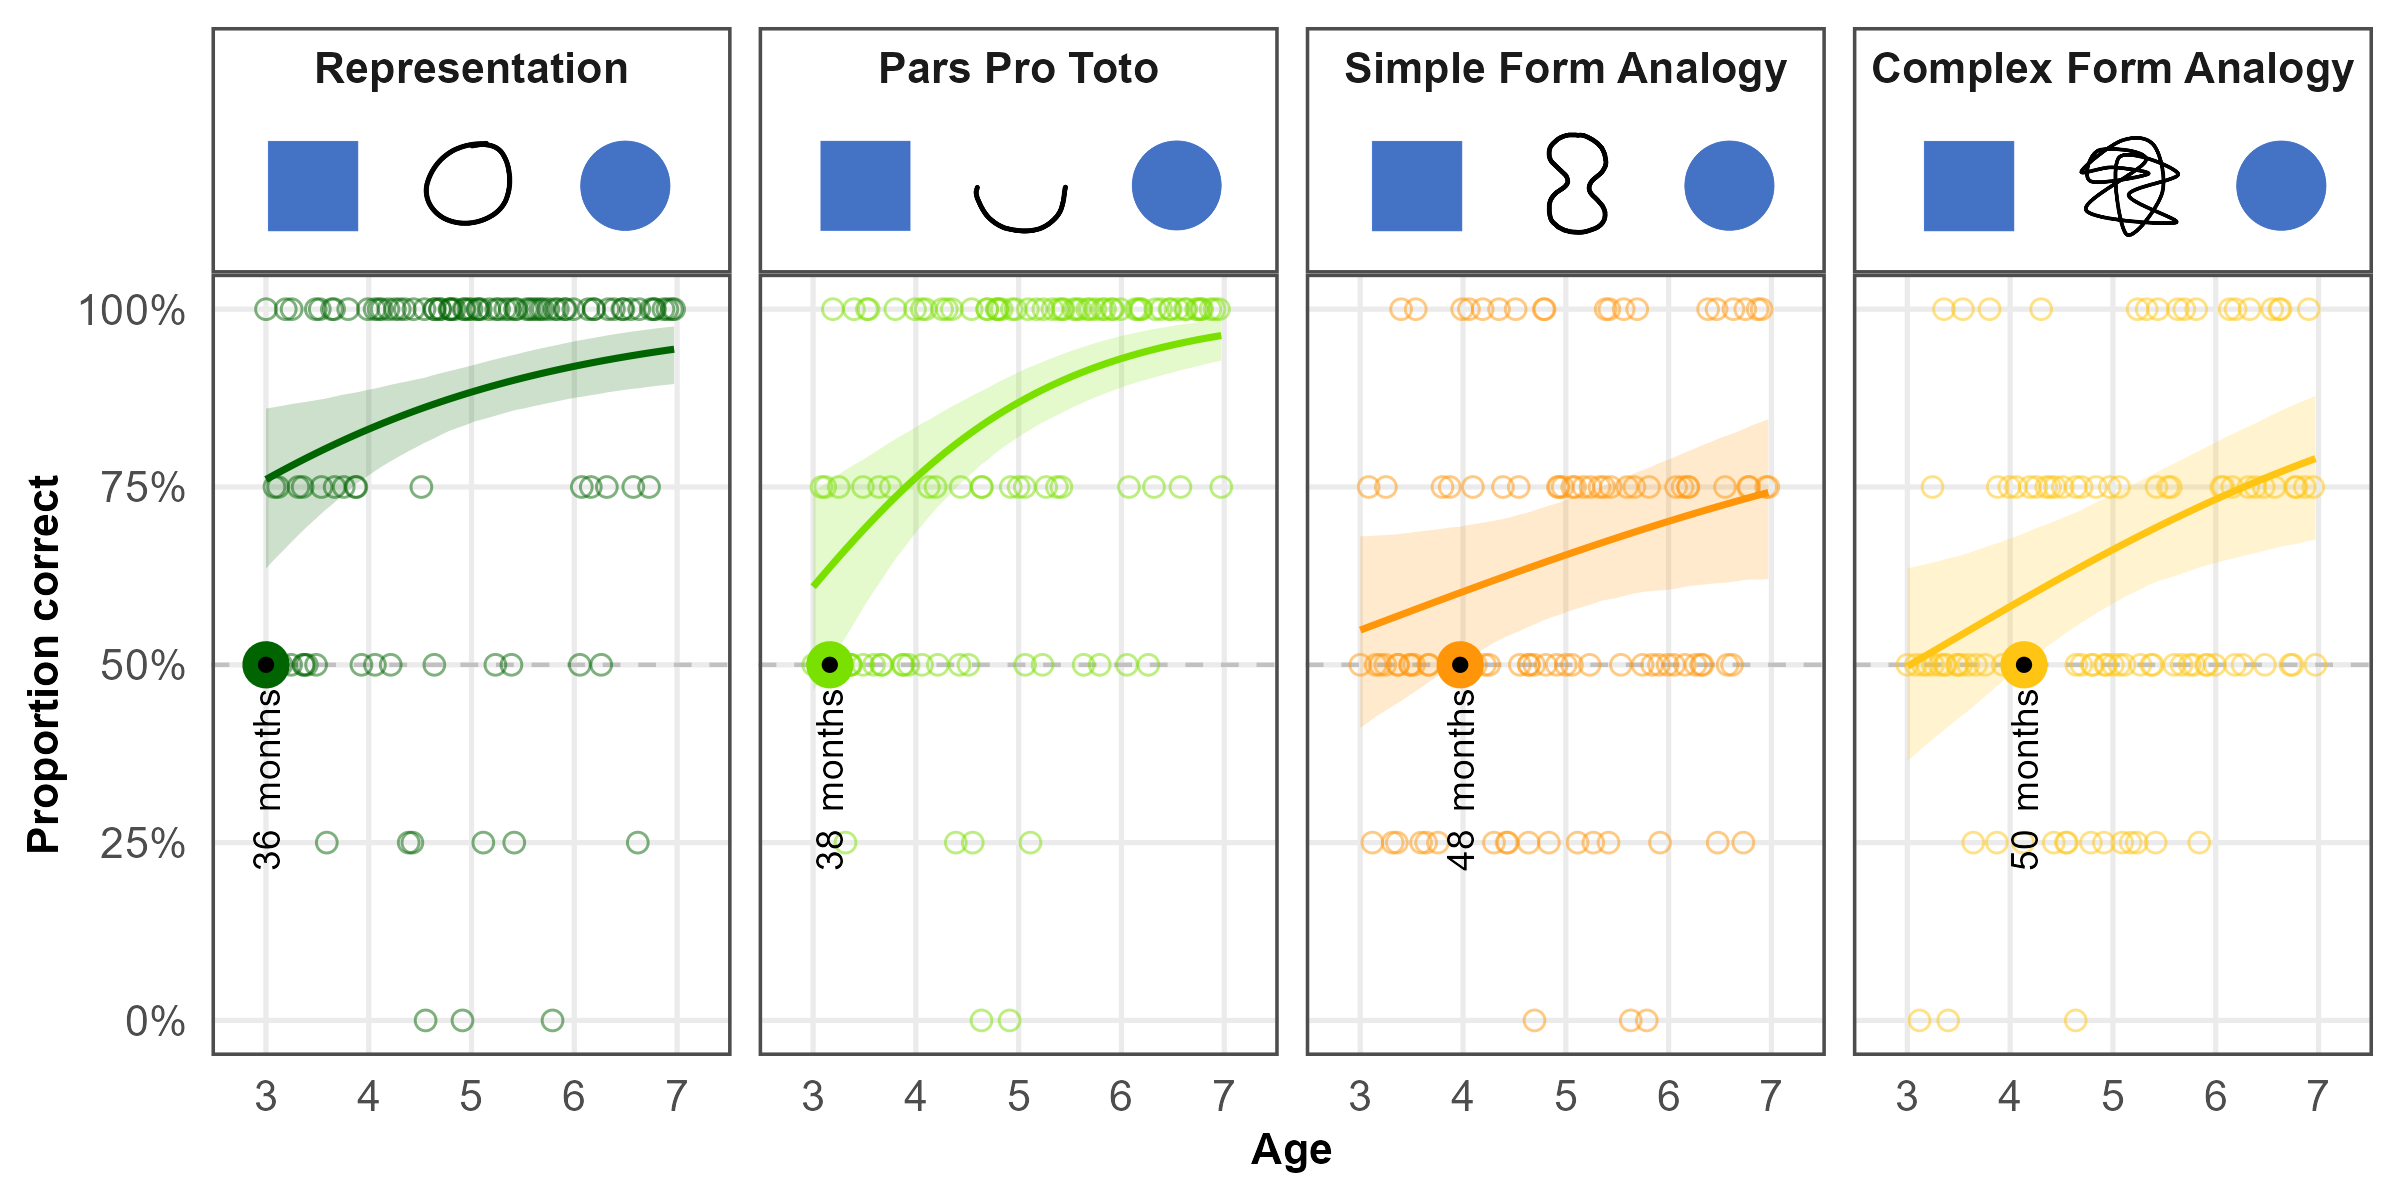 Representation
Pars Pro Toto
Simple Form Analogy
Complex Form Analogy
Proportion correct
100%
75%
50%
25%
0%
36 months
38 months
48 months
50 months
3 4 5 6 7
3 4 5 6 7
3 4 5 6 7
3 4 5 6 7
Age